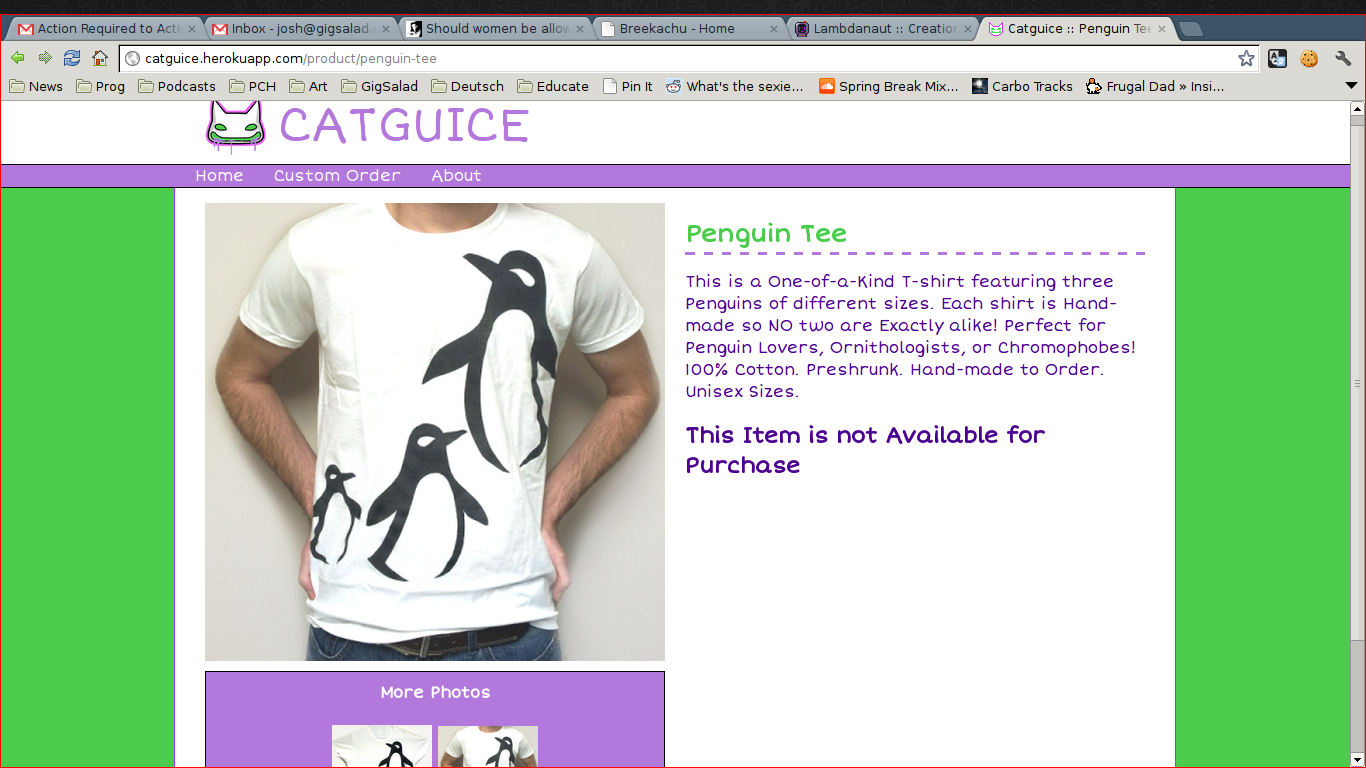 Action Required to Acti
Inbox - josh@gigsalad.
Should women be allow
Breekachu - Home
Lambdanaut :: Creation
Catguice :: Penguin Tee
catguice.herokuapp.com/product/penguin-tee
News
Prog
Podcasts
PCH
Art
GigSalad
Deutsch
Educate
Pin It
What's the sexie...
Spring Break Mix...
Carbo Tracks
Frugal Dad » Insi...
CATGUICE
Home
Custom Order
About
Penguin Tee
This is a One-of-a-Kind T-shirt featuring three
Penguins of different sizes. Each shirt is Hand-
made so NO two are Exactly alike! Perfect for
Penguin Lovers, Ornithologists, or Chromophobes!
100% Cotton. Preshrunk. Hand-made to Order.
Unisex Sizes.
This Item is not Available for
Purchase
More Photos